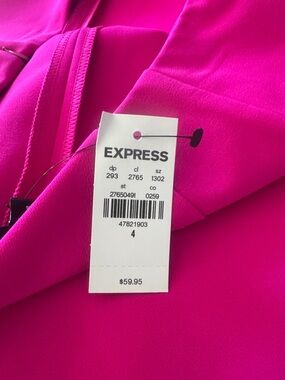 EXPRESS
dp cl sz
293 2765 1302
st co
27650491 0259
47821903
4
$59.95